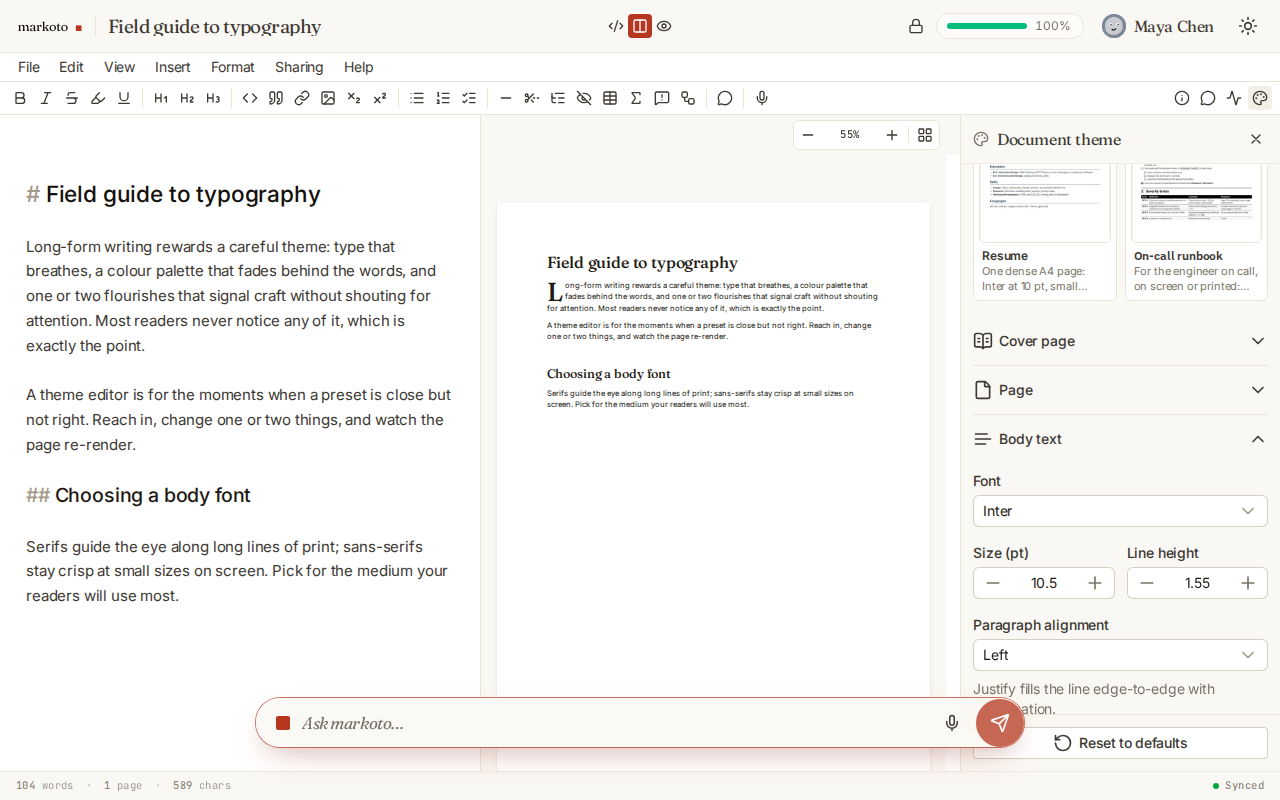 markoto
Field guide to typography
100%
Maya Chen
File Edit View Insert Format Sharing Help
H1 H2 H3
55%
# Field guide to typography
Long-form writing rewards a careful theme: type that
breathes, a colour palette that fades behind the words, and
one or two flourishes that signal craft without shouting for
attention. Most readers never notice any of it, which is
exactly the point.
A theme editor is for the moments when a preset is close but
not right. Reach in, change one or two things, and watch the
page re-render.
## Choosing a body font
Serifs guide the eye along long lines of print; sans-serifs
stay crisp at small sizes on screen. Pick for the medium your
readers will use most.
Field guide to typography
Long-form writing rewards a careful theme: type that breathes, a colour palette that
fades behind the words, and one or two flourishes that signal craft without shouting
for attention. Most readers never notice any of it, which is exactly the point.
A theme editor is for the moments when a preset is close but not right. Reach in, change
one or two things, and watch the page re-render.
Choosing a body font
Serifs guide the eye along long lines of print; sans-serifs stay crisp at small sizes on
screen. Pick for the medium your readers will use most.
Document theme
Resume
One dense A4 page:
Inter at 10 pt, small...
On-call runbook
For the engineer on call,
on screen or printed:...
Cover page
Page
Body text
Font
Inter
Size (pt) Line height
10.5 1.55
Paragraph alignment
Left
Justify fills the line edge-to-edge with
Reset to defaults
Ask markoto...
104 words · 1 page · 589 chars
Synced